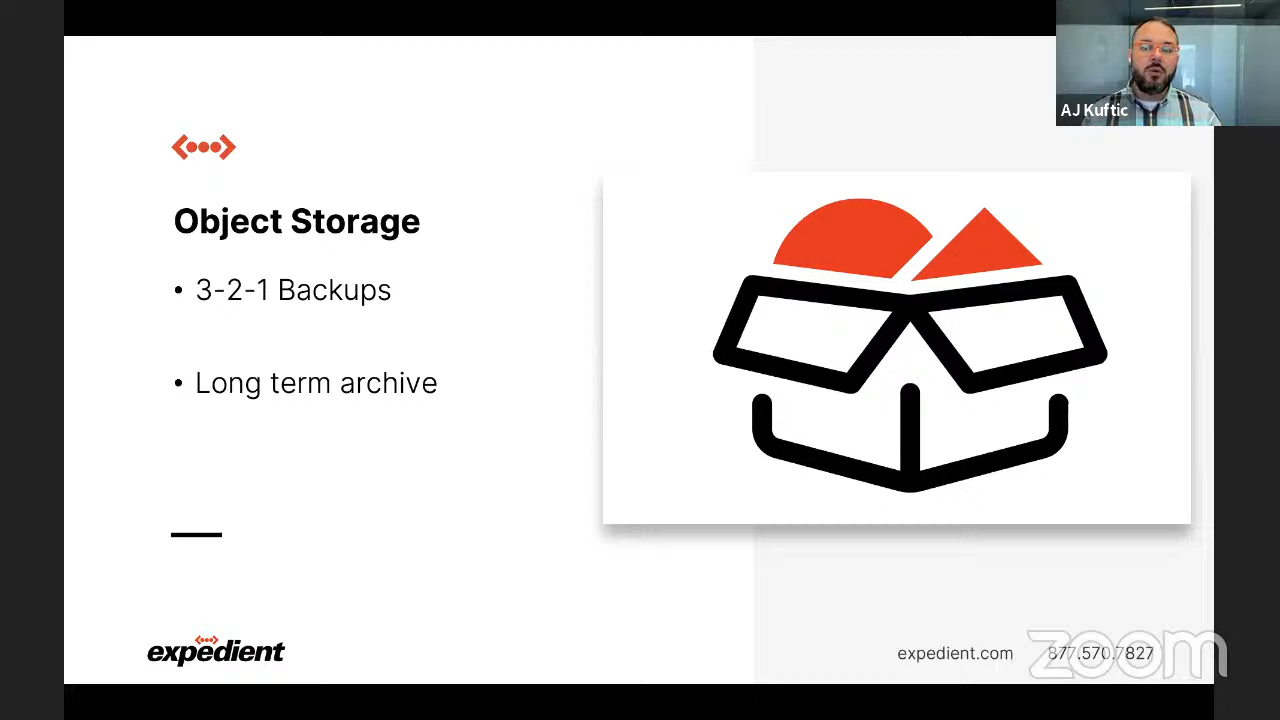 AJ Kuftic
Object Storage
• 3-2-1 Backups
• Long term archive
expedient
expedient.com 877.570.7827
zoom